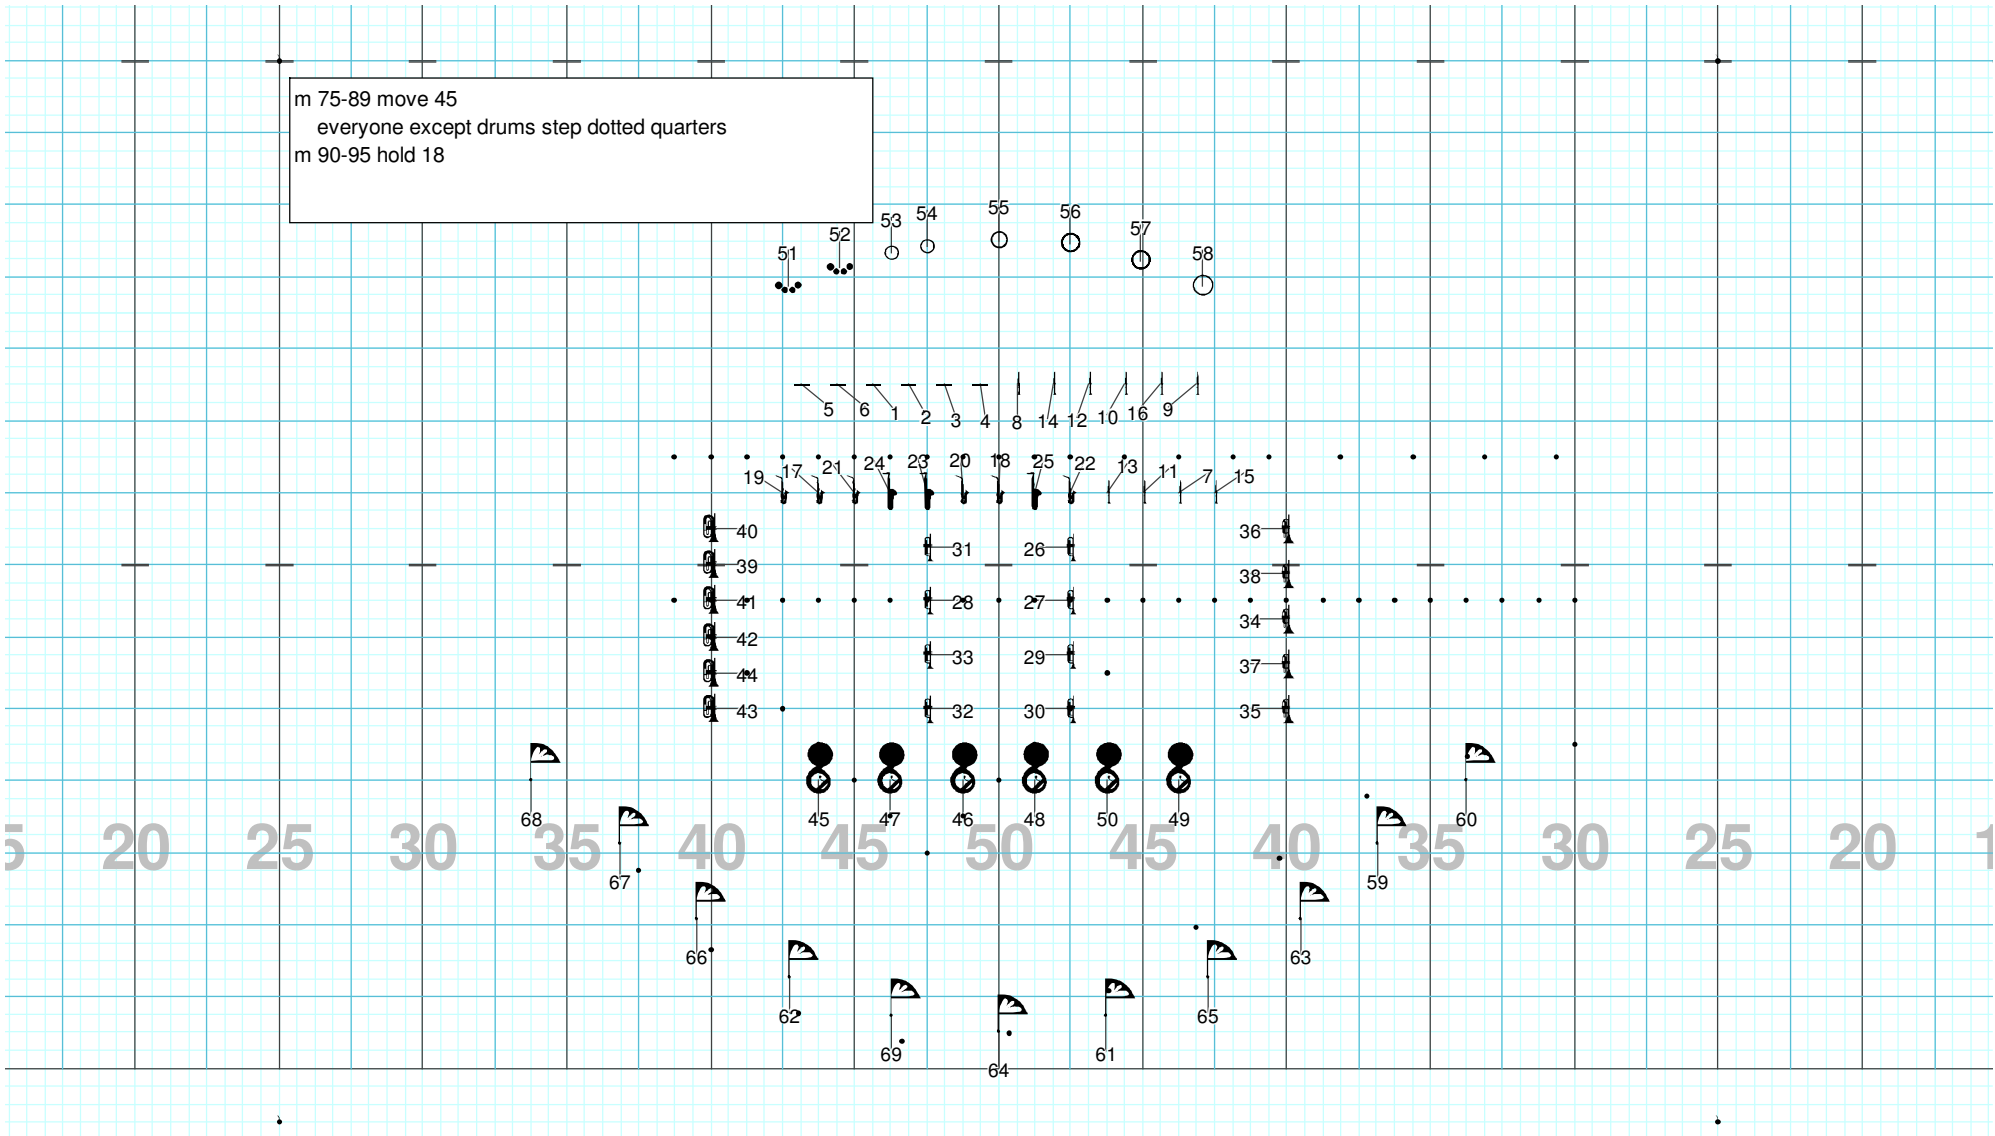 m 75-89 move 45
everyone except drums step dotted quarters
m 90-95 hold 18
55
54 56
53
57
52
51 58
5 6 1 2 3 4 8 14 12 10 16 9
19 17 21 24 23 20 18 25 22 13 11 7 15
40 36
31 26
39
38
41 28 27
34
42
33 29
37
44
43 32 30 35
68 45 47 46 48 50 49 60
5 20 25 30 35 40 45 50 45 40 35 30 25 20 1
67 59
66 63
62 65
69 61
64